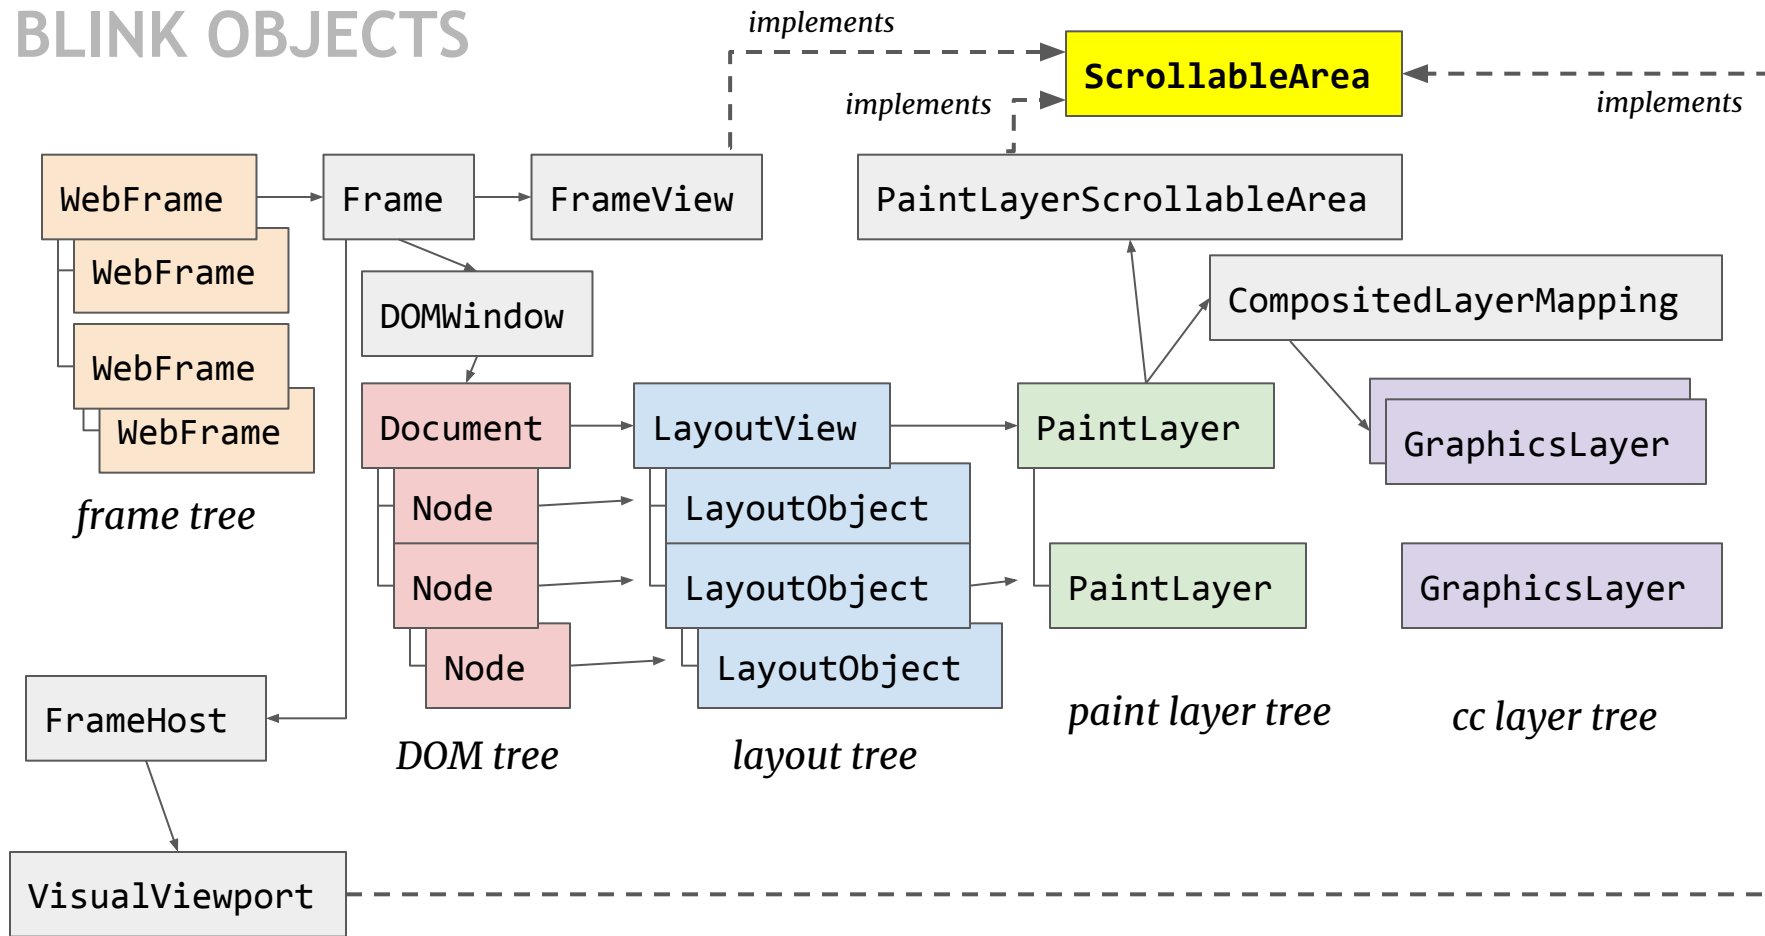 BLINK OBJECTS
implements
ScrollableArea
implements
implements
WebFrame
Frame
FrameView
PaintLayerScrollableArea
WebFrame
DOMWindow
CompositedLayerMapping
WebFrame
WebFrame
Document
LayoutView
PaintLayer
GraphicsLayer
frame tree
Node
LayoutObject
Node
LayoutObject
PaintLayer
GraphicsLayer
Node
LayoutObject
FrameHost
DOM tree
layout tree
paint layer tree
cc layer tree
VisualViewport